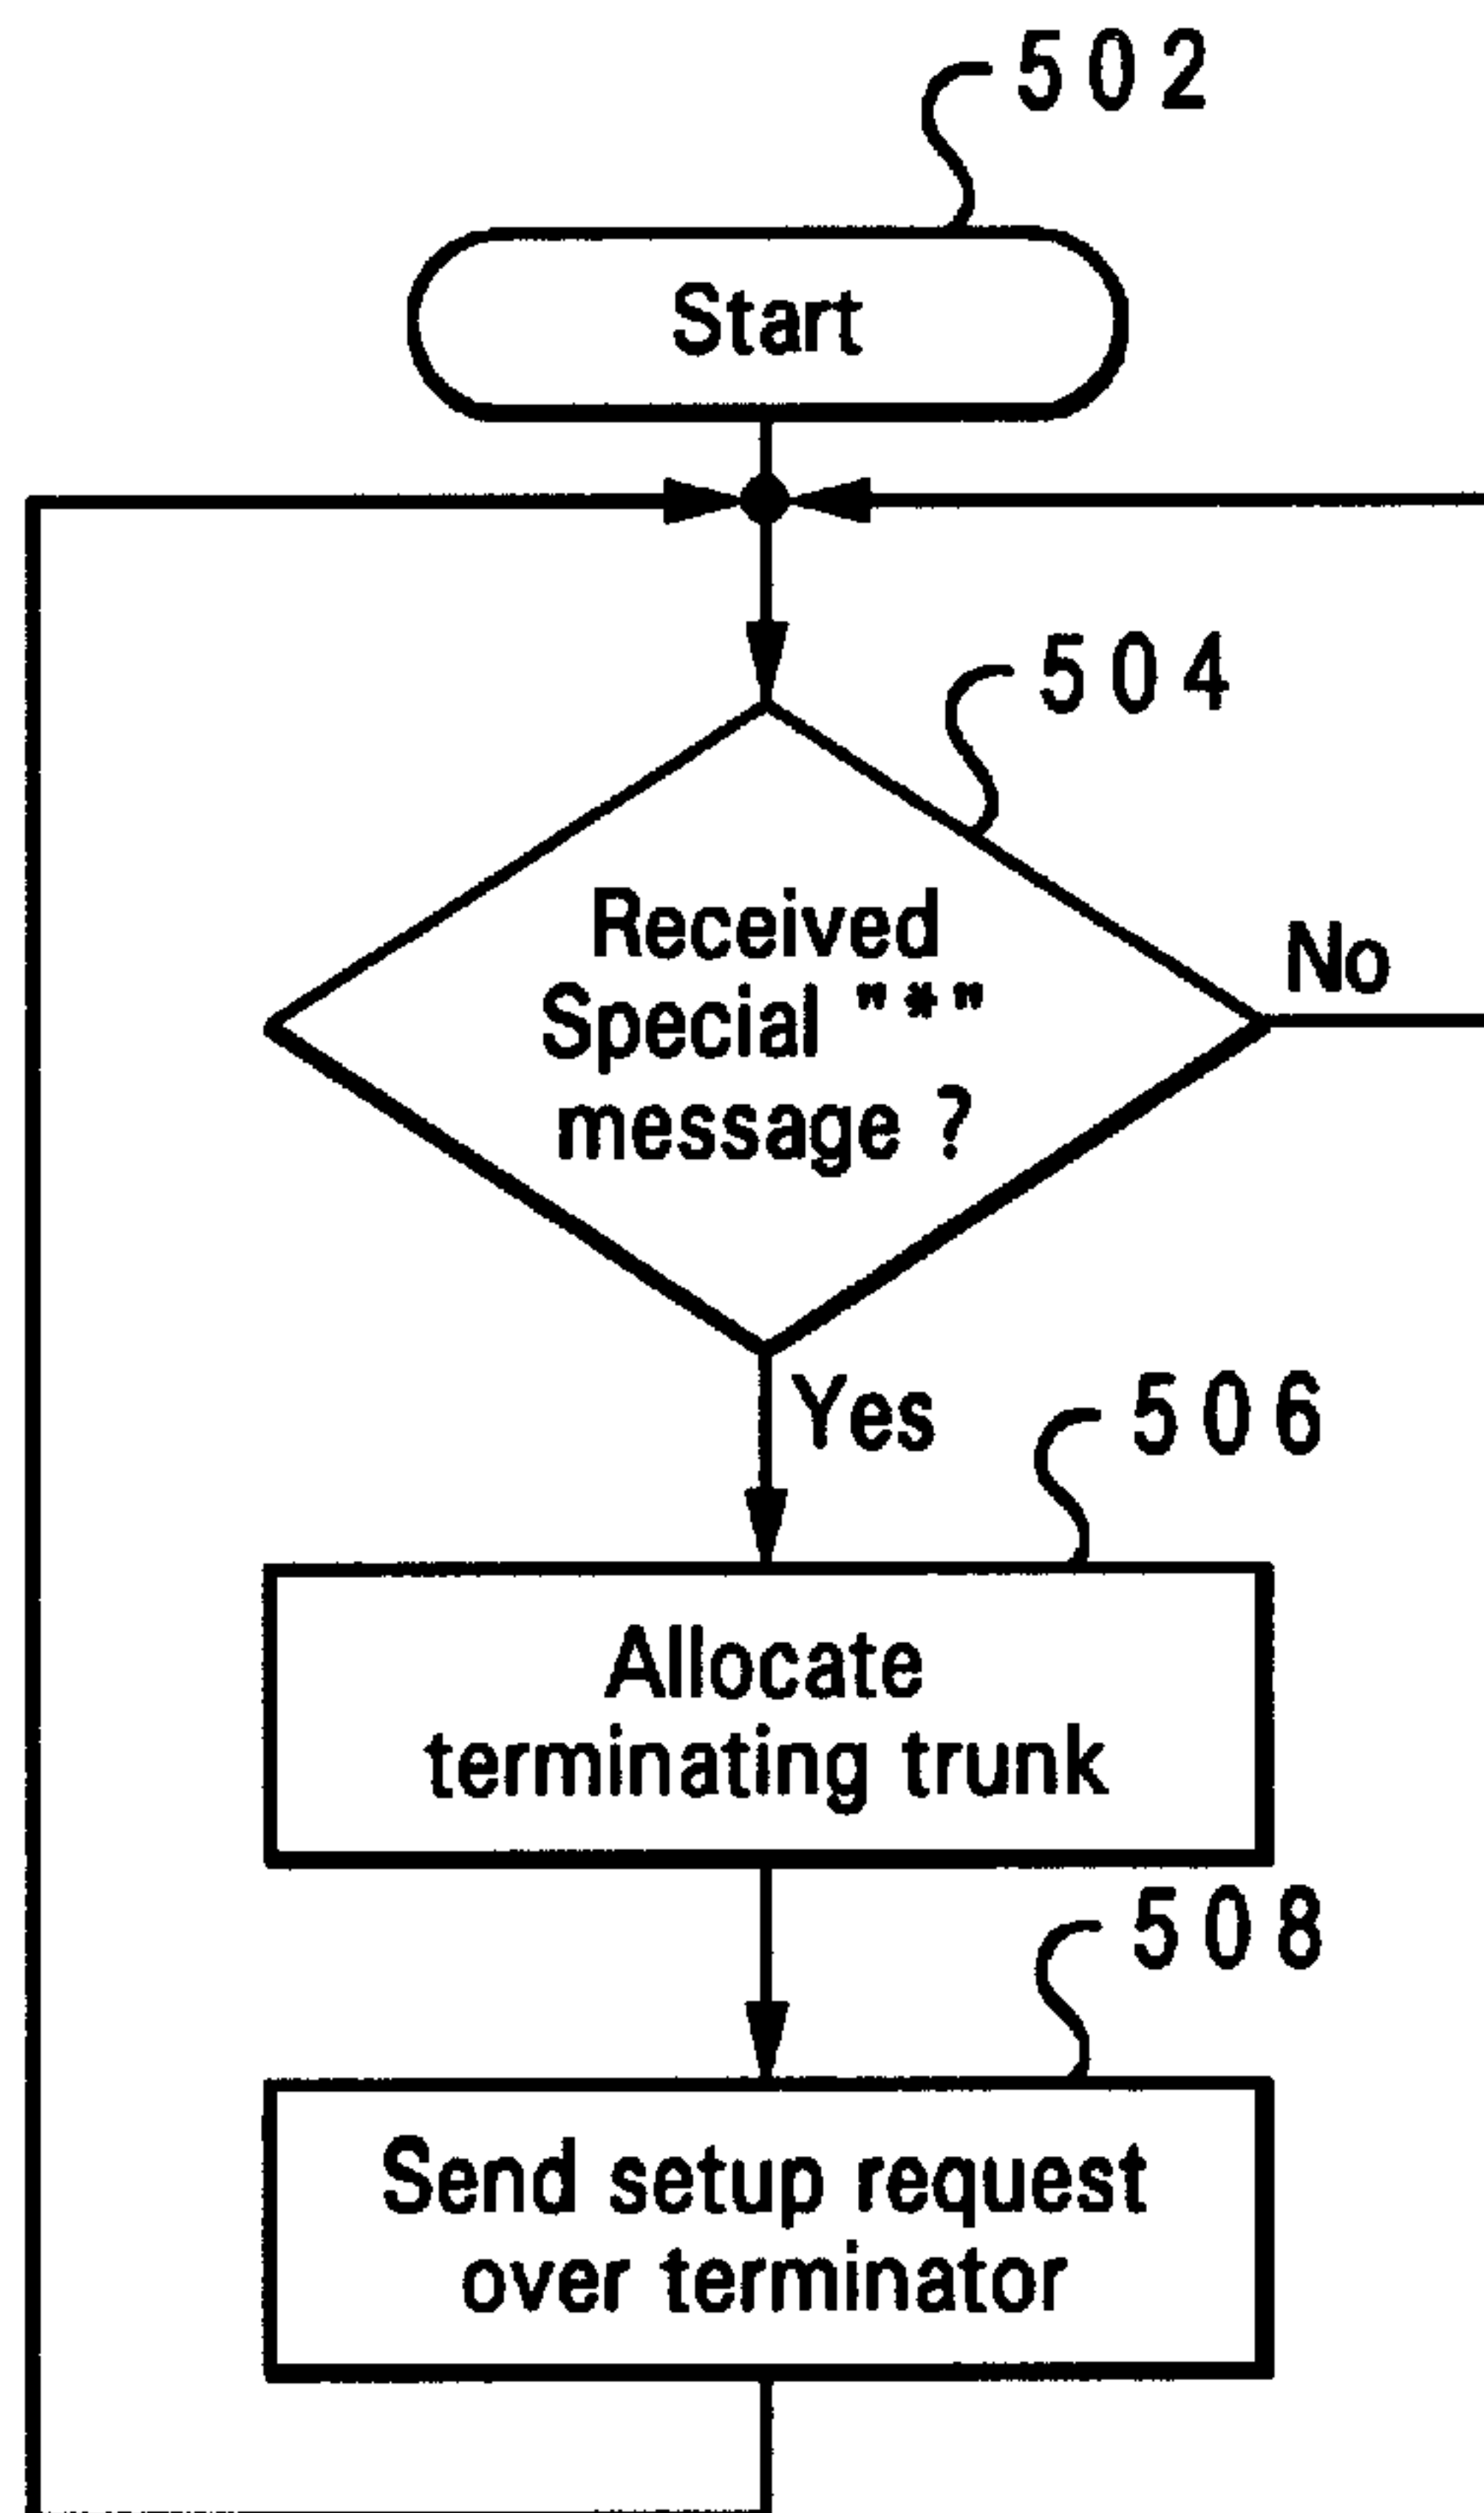 502
Start
504
Received
Special "*"
message ?
No
Yes
506
Allocate
terminating trunk
508
Send setup request
over terminator